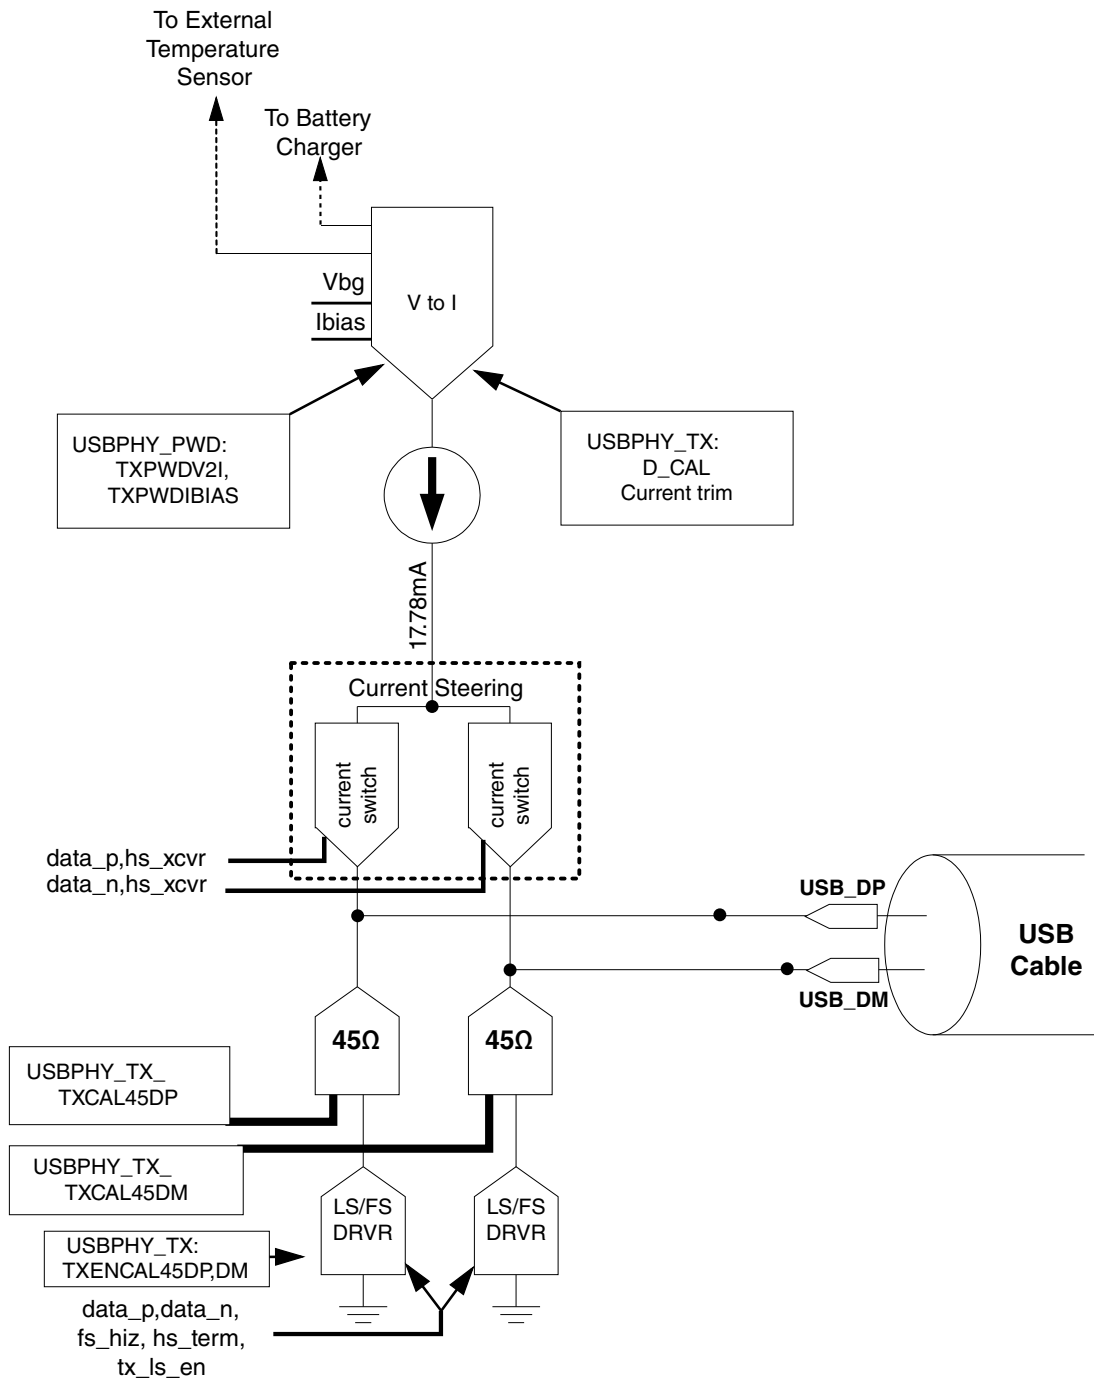 To External
Temperature
Sensor
To Battery
Charger
Vbg
Ibias
V to I
USBPHY_PWD:
TXPWDV2I,
TXPWDIBIAS
USBPHY_TX:
D_CAL
Current trim
17.78mA
Current Steering
current
switch
current
switch
data_p,hs_xcvr
data_n,hs_xcvr
USB_DP
USB
Cable
USB_DM
45Ω
45Ω
USBPHY_TX_
TXCAL45DP
USBPHY_TX_
TXCAL45DM
LS/FS
DRVR
LS/FS
DRVR
USBPHY_TX:
TXENCAL45DP,DM
data_p,data_n,
fs_hiz, hs_term,
tx_ls_en